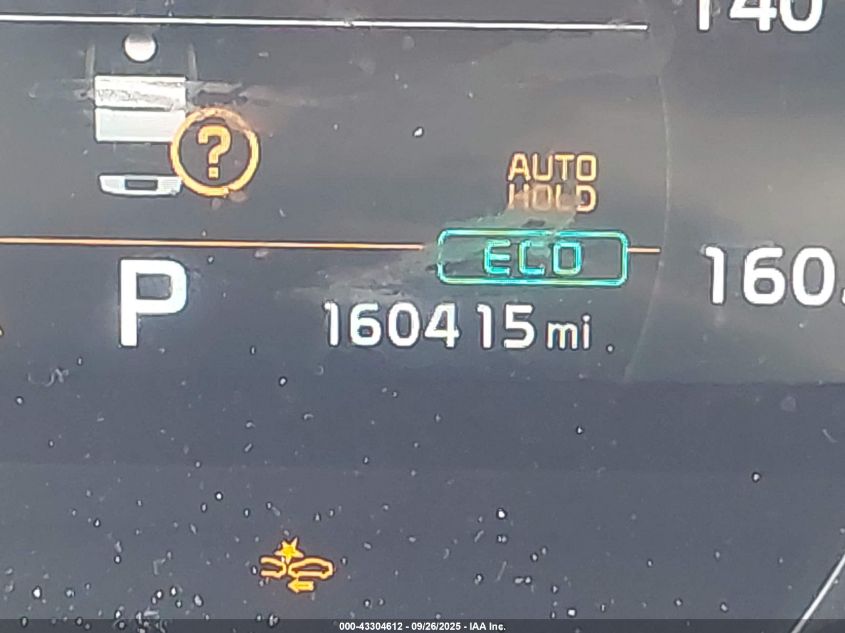 140
?
AUTO
HOLD
ECO
160
P
160415 mi
000-43304612 - 09/26/2025 - IAA Inc.